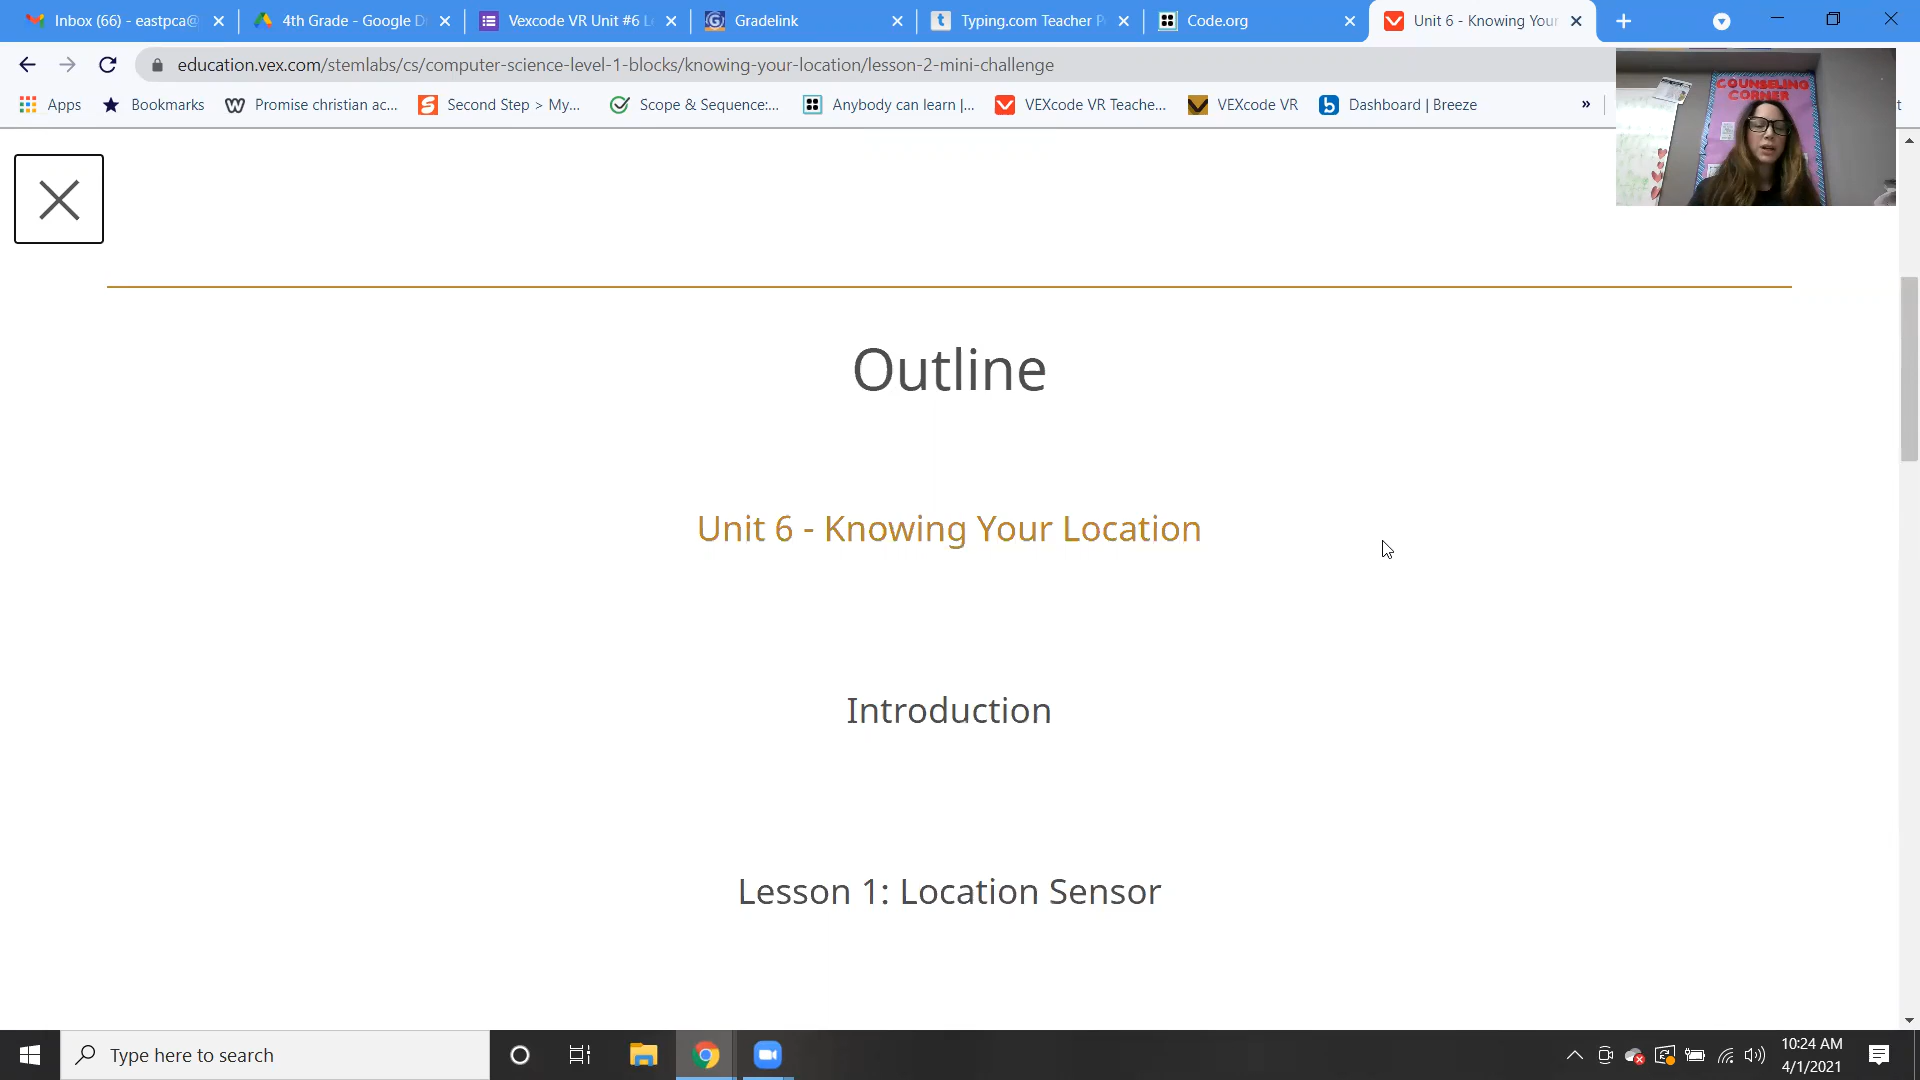 Inbox (66) - eastpca@
4th Grade - Google D
Vexcode VR Unit #6 L
Gradelink
Typing.com Teacher P
Code.org
Unit 6 - Knowing Your
education.vex.com/stemlabs/cs/computer-science-level-1-blocks/knowing-your-location/lesson-2-mini-challenge
Apps
Bookmarks
Promise christian ac...
Second Step > My...
Scope & Sequence:...
Anybody can learn |...
VEXcode VR Teache...
VEXcode VR
Dashboard | Breeze
»
COUNSELING
CORNER
Outline
Unit 6 - Knowing Your Location
Introduction
Lesson 1: Location Sensor
Type here to search
10:24 AM
4/1/2021